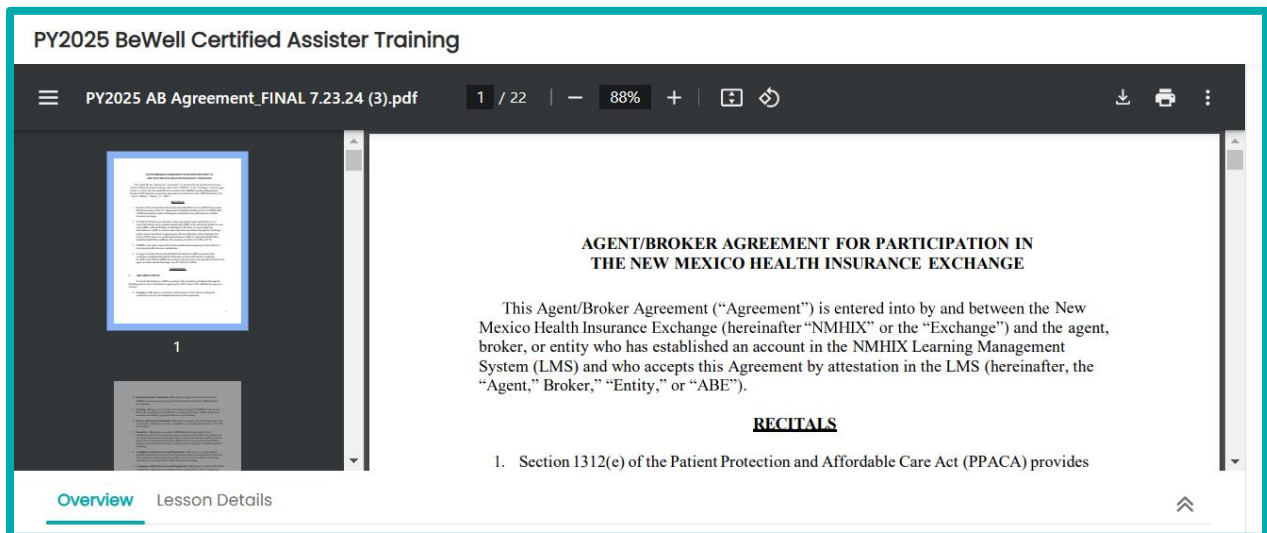 PY2025 BeWell Certified Assister Training
PY2025 AB Agreement_FINAL 7.23.24 (3).pdf 1 / 22 | — 88% + |
AGENT/BROKER AGREEMENT FOR PARTICIPATION IN
THE NEW MEXICO HEALTH INSURANCE EXCHANGE
This Agent/Broker Agreement (“Agreement”) is entered into by and between the New
Mexico Health Insurance Exchange (hereinafter “NMHIX” or the “Exchange”) and the agent,
broker, or entity who has established an account in the NMHIX Learning Management
System (LMS) and who accepts this Agreement by attestation in the LMS (hereinafter, the
“Agent,” Broker,” “Entity,” or “ABE”).
RECITALS
1. Section 1312(e) of the Patient Protection and Affordable Care Act (PPACA) provides
1
Overview Lesson Details